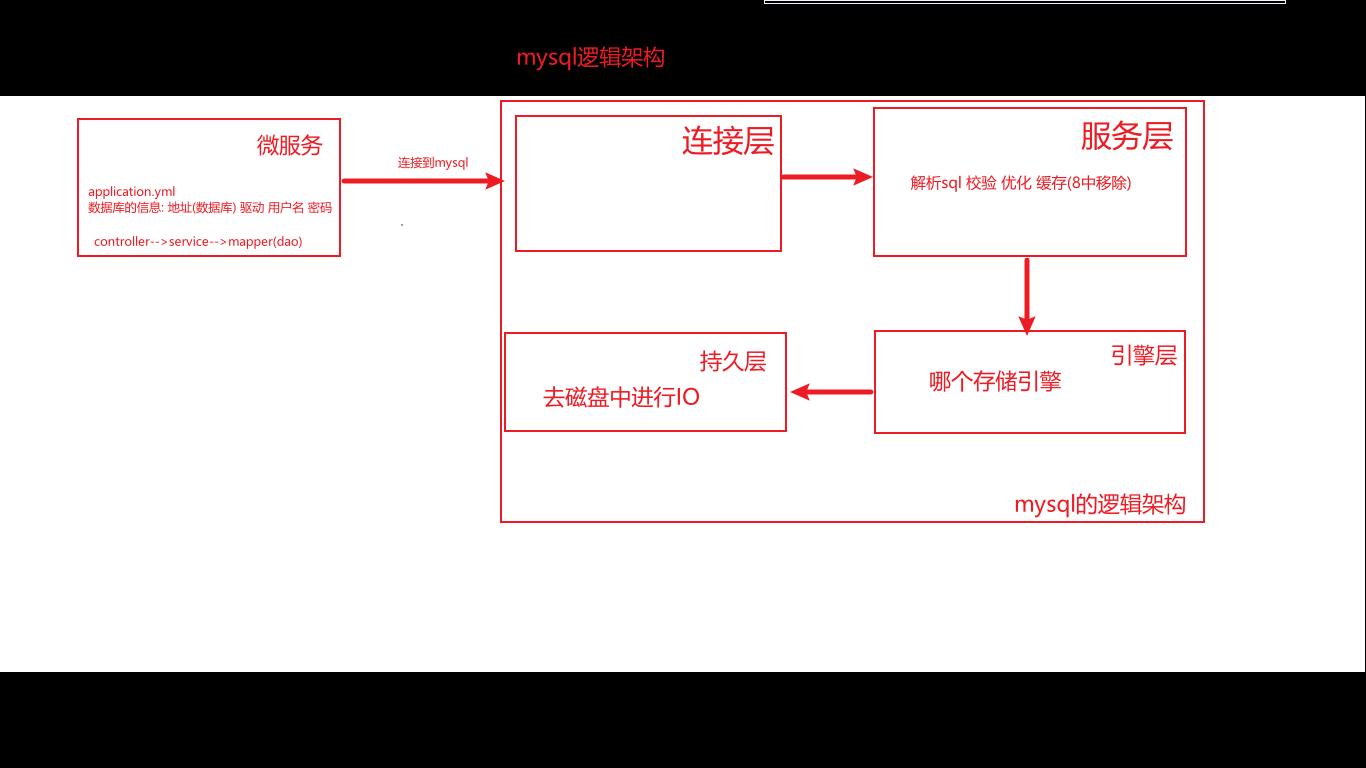 mysql逻辑架构
微服务
application.yml
数据库的信息: 地址(数据库) 驱动 用户名 密码
controller-->service-->mapper(dao)
连接到mysql
连接层
服务层
解析sql 校验 优化 缓存(8中移除)
引擎层
哪个存储引擎
持久层
去磁盘中进行IO
mysql的逻辑架构